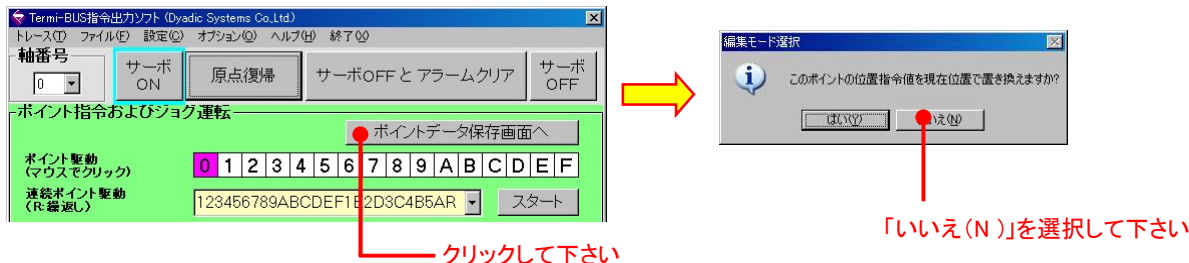 Termi-BUS指令出力ソフト (Dyadic Systems Co.,Ltd)
トレース(T) ファイル(F) 設定(C) オプション(O) ヘルプ(H) 終了(X)
軸番号
0
サーボ
ON
原点復帰
サーボOFFとアラームクリア
サーボ
OFF
ポイント指令およびジョグ運転
ポイントデータ保存画面へ
ポイント駆動
(マウスでクリック)
0 1 2 3 4 5 6 7 8 9 A B C D E F
連続ポイント駆動
(R:繰返し)
123456789ABCDEF1E2D3C4B5AR
スタート
クリックして下さい
編集モード選択
このポイントの位置指令値を現在位置で置き換えますか?
はい(Y)
いいえ(N)
「いいえ(N )」を選択して下さい